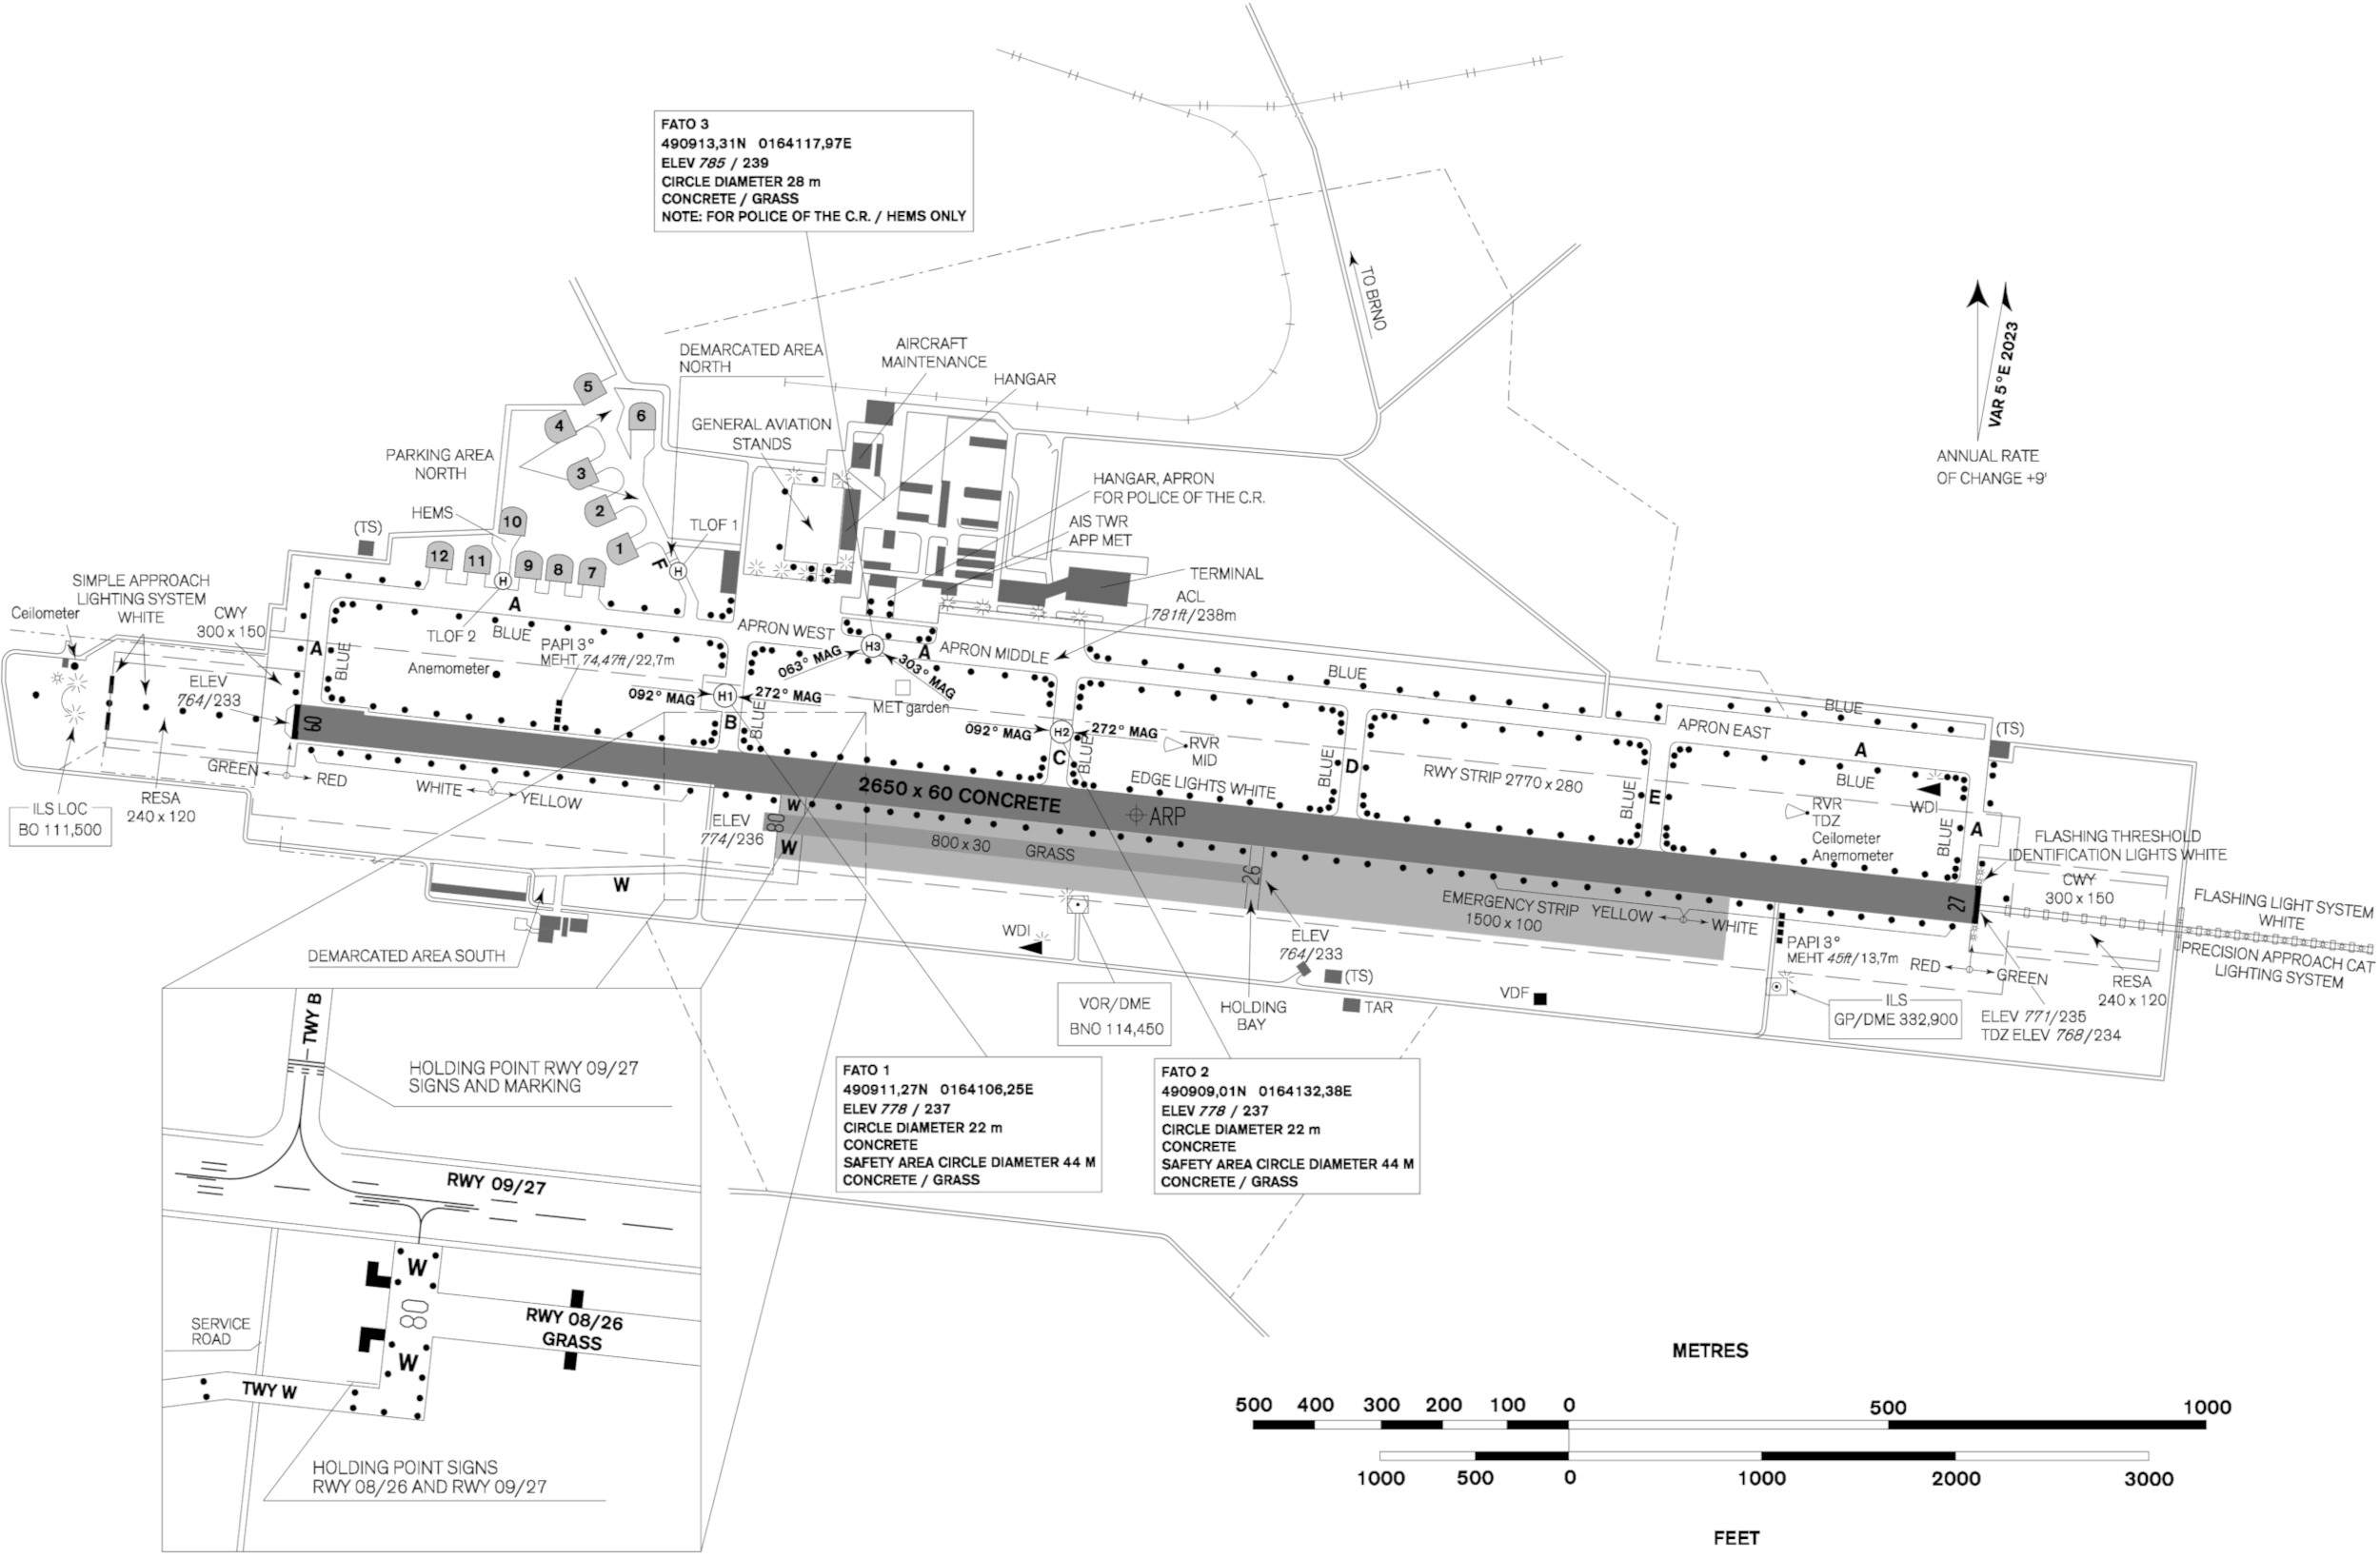 FATO 3
490913,31N 0164117,97E
ELEV 785 / 239
CIRCLE DIAMETER 28 m
CONCRETE / GRASS
NOTE: FOR POLICE OF THE C.R. / HEMS ONLY
TO BRNO
VAR 5°E 2023
ANNUAL RATE
OF CHANGE +9'
DEMARCATED AREA
NORTH
AIRCRAFT
MAINTENANCE
HANGAR
GENERAL AVIATION
STANDS
5
6
4
3
2
1
PARKING AREA
NORTH
HEMS
10
12
11
9
8
7
(TS)
F
TLOF 1
H
H
HANGAR, APRON
FOR POLICE OF THE C.R.
AIS TWR
APP MET
TERMINAL
ACL
781ft/238m
SIMPLE APPROACH
LIGHTING SYSTEM
WHITE
Ceilometer
CWY
300 x 150
A
TLOF 2
BLUE
PAPI 3°
MEHT 74,47ft/22,7m
Anemometer
A
BLUE
ELEV
764/233
APRON WEST
063° MAG
H3
303° MAG
A
APRON MIDDLE
MET garden
092° MAG
H1
272° MAG
B
BLUE
092° MAG
H2
272° MAG
C
BLUE
RVR
MID
BLUE
APRON EAST
BLUE
A
BLUE
(TS)
WDI
BLUE
D
RWY STRIP 2770 x 280
BLUE
E
RVR
TDZ
Ceilometer
Anemometer
BLUE
A
09
2650 x 60 CONCRETE
EDGE LIGHTS WHITE
ARP
27
GREEN
RED
WHITE
YELLOW
ILS LOC
BO 111,500
RESA
240 x 120
ELEV
774/236
W
08
W
800 x 30 GRASS
26
EMERGENCY STRIP
1500 x 100
YELLOW
WHITE
FLASHING THRESHOLD
IDENTIFICATION LIGHTS WHITE
CWY
300 x 150
FLASHING LIGHT SYSTEM
WHITE
PRECISION APPROACH CAT
LIGHTING SYSTEM
PAPI 3°
MEHT 45ft/13,7m
RED
GREEN
RESA
240 x 120
ELEV 771/235
TDZ ELEV 768/234
ILS
GP/DME 332,900
W
DEMARCATED AREA SOUTH
WDI
VOR/DME
BNO 114,450
ELEV
764/233
HOLDING
BAY
(TS)
TAR
VDF
FATO 1
490911,27N 0164106,25E
ELEV 778 / 237
CIRCLE DIAMETER 22 m
CONCRETE
SAFETY AREA CIRCLE DIAMETER 44 M
CONCRETE / GRASS
FATO 2
490909,01N 0164132,38E
ELEV 778 / 237
CIRCLE DIAMETER 22 m
CONCRETE
SAFETY AREA CIRCLE DIAMETER 44 M
CONCRETE / GRASS
TWY B
HOLDING POINT RWY 09/27
SIGNS AND MARKING
RWY 09/27
W
08
W
RWY 08/26
GRASS
SERVICE
ROAD
TWY W
HOLDING POINT SIGNS
RWY 08/26 AND RWY 09/27
METRES
500 400 300 200 100 0 500 1000
1000 500 0 1000 2000 3000
FEET